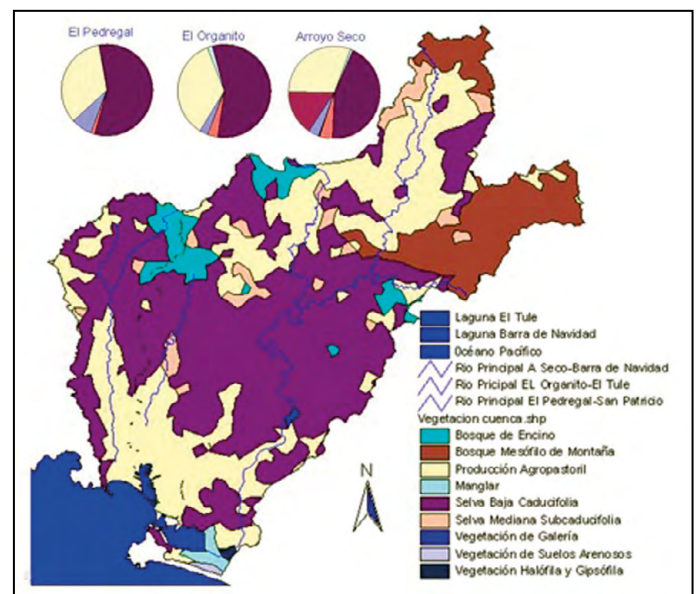 El Pedregal
El Organito
Arroyo Seco
Laguna El Tule
Laguna Barra de Navidad
Océano Pacífico
Rio Principal A Seco-Barra de Navidad
Rio Pricipal EL Organito-El Tule
Rio Principal El Pedregal-San Patricio
Vegetacion cuenca.shp
Bosque de Encino
Bosque Mesófilo de Montaña
Producción Agropastoril
Manglar
Selva Baja Caducifolia
Selva Mediana Subcaducifolia
Vegetación de Galería
Vegetación de Suelos Arenosos
Vegetación Halófila y Gipsófila
N